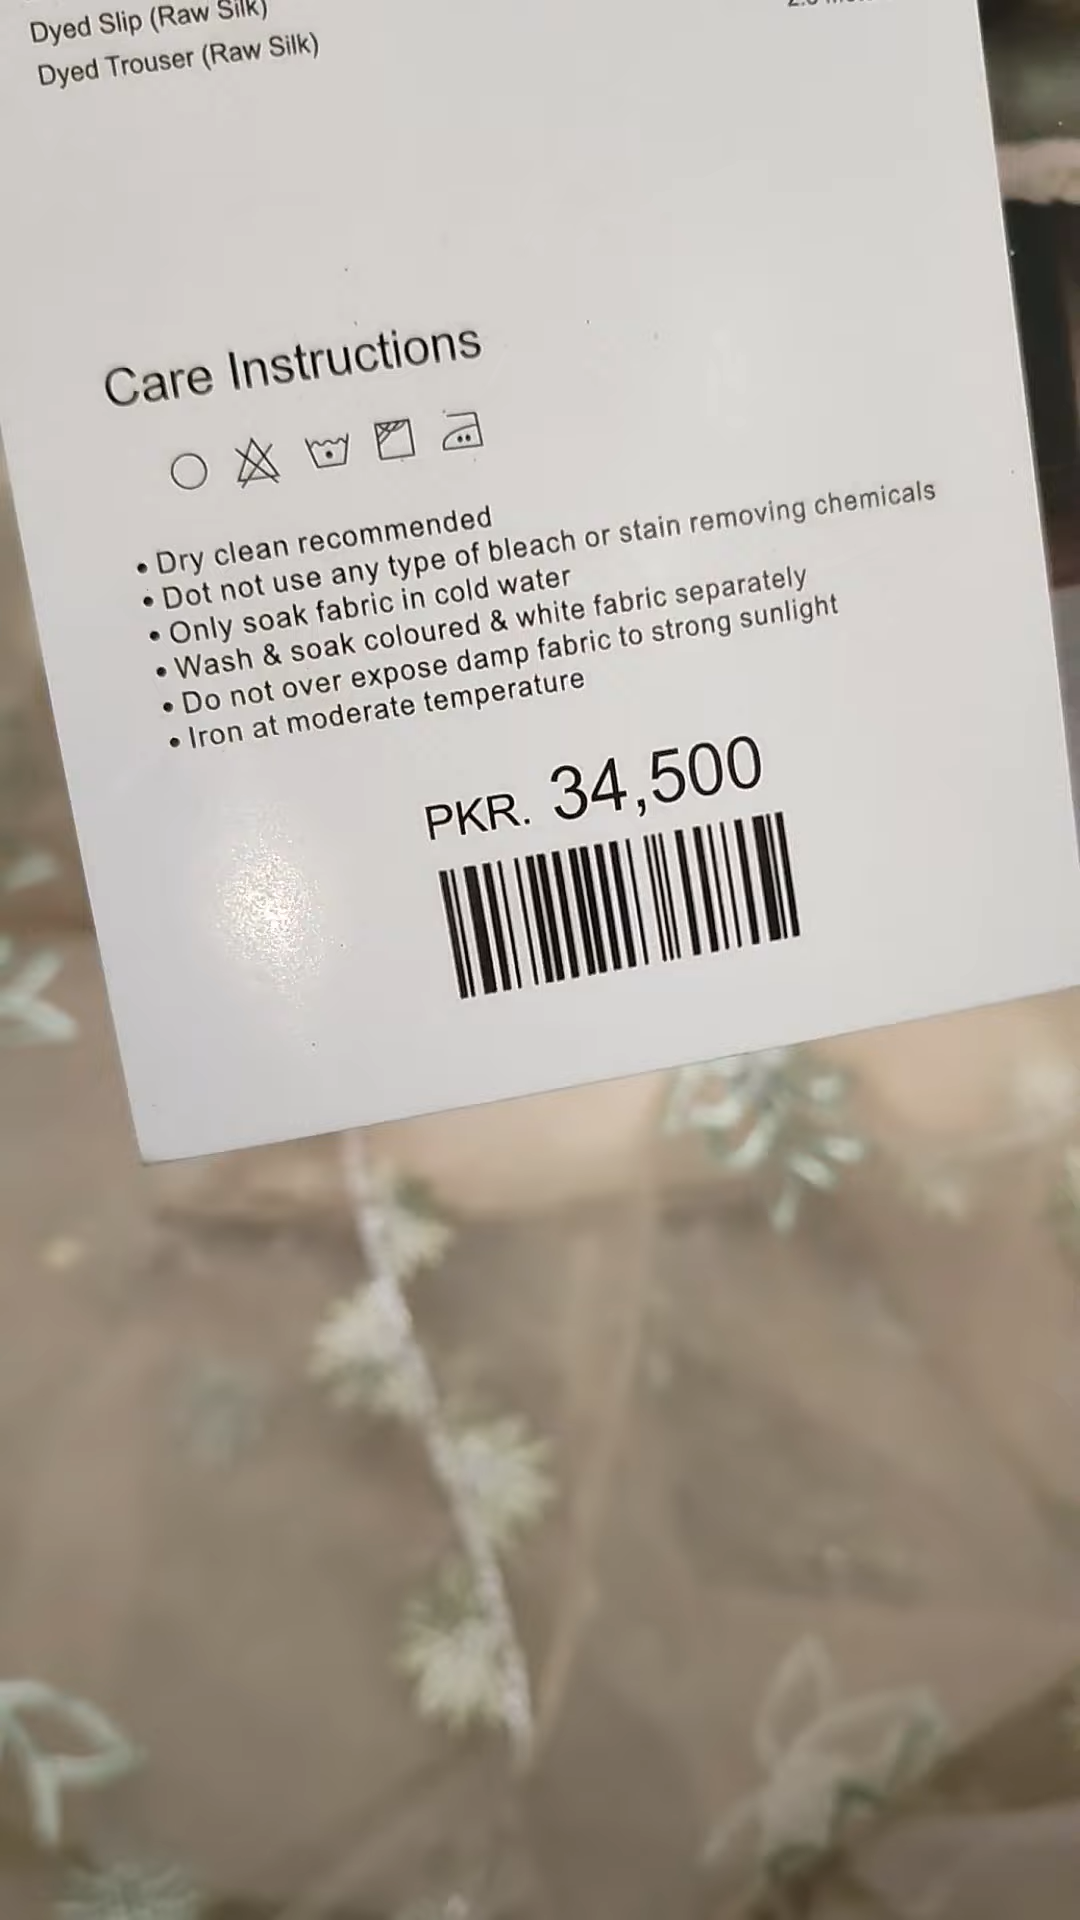 Dyed Slip (Raw Silk)
Dyed Trouser (Raw Silk)
Care Instructions
• Dry clean recommended
• Dot not use any type of bleach or stain removing chemicals
• Only soak fabric in cold water
• Wash & soak coloured & white fabric separately
• Do not over expose damp fabric to strong sunlight
• Iron at moderate temperature
PKR. 34,500